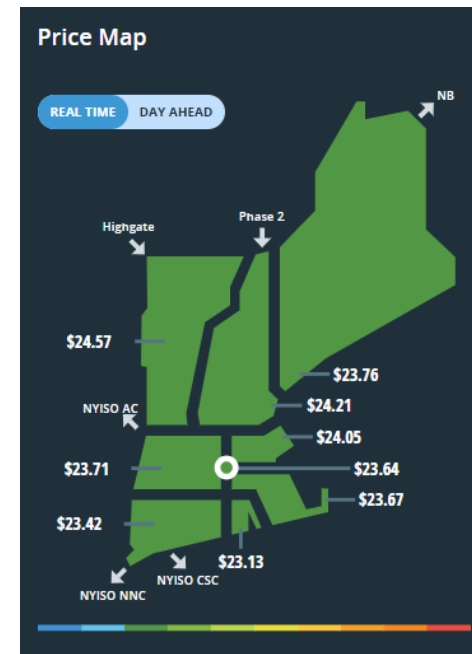 Price Map
REAL TIME
DAY AHEAD
NB
Phase 2
Highgate
$24.57
$23.76
NYISO AC
$24.21
$24.05
$23.71
$23.64
$23.67
$23.42
$23.13
NYISO CSC
NYISO NNC